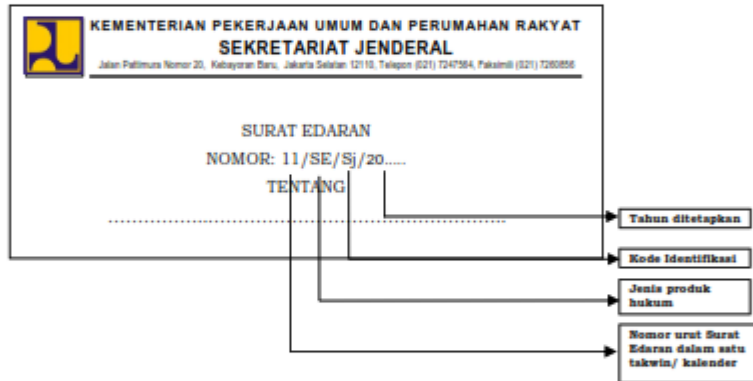 KEMENTERIAN PEKERJAAN UMUM DAN PERUMAHAN RAKYAT
SEKRETARIAT JENDERAL
Jalan Pattimura Nomor 20, Kebayoran Baru, Jakarta Selatan 12110, Telepon (021) 7247564, Faksimili (021) 7260856
SURAT EDARAN
NOMOR: 11/SE/Sj/20.....
TENTANG
Tahun ditetapkan
Kode Identifikasi
Jenis produk
hukum
Nomor urut Surat
Edaran dalam satu
takwin/ kalender